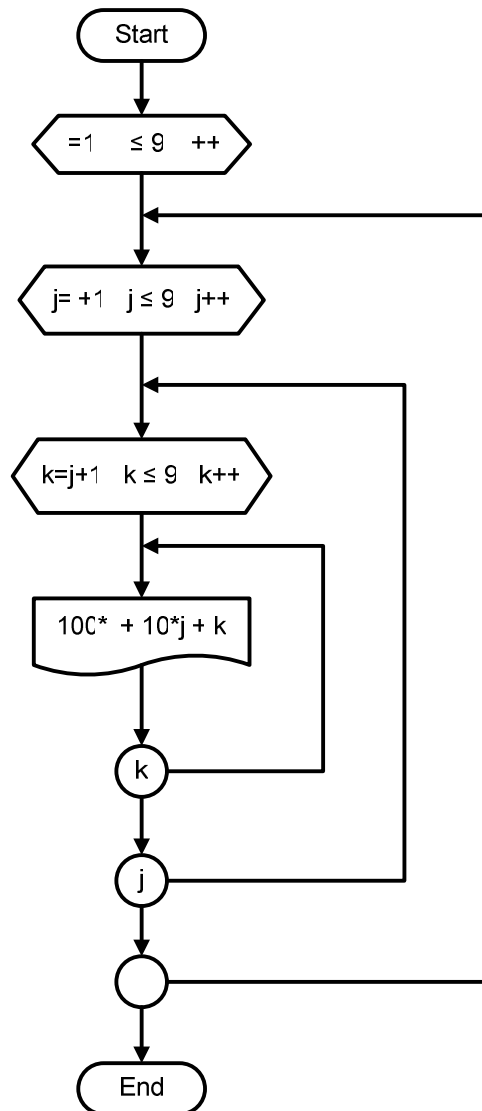 Start
=1 ≤ 9 ++
j= +1 j ≤ 9 j++
k=j+1 k ≤ 9 k++
100* + 10*j + k
k
j
End